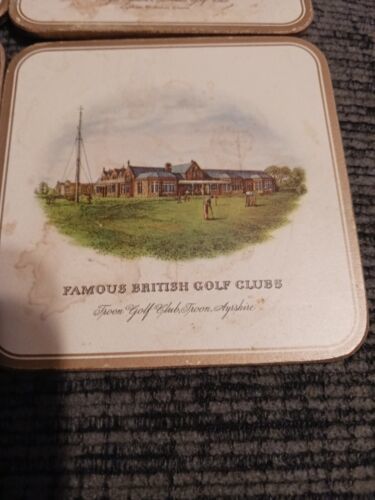 FAMOUS BRITISH GOLF CLUBS
Troon Golf Club, Troon, Ayrshire